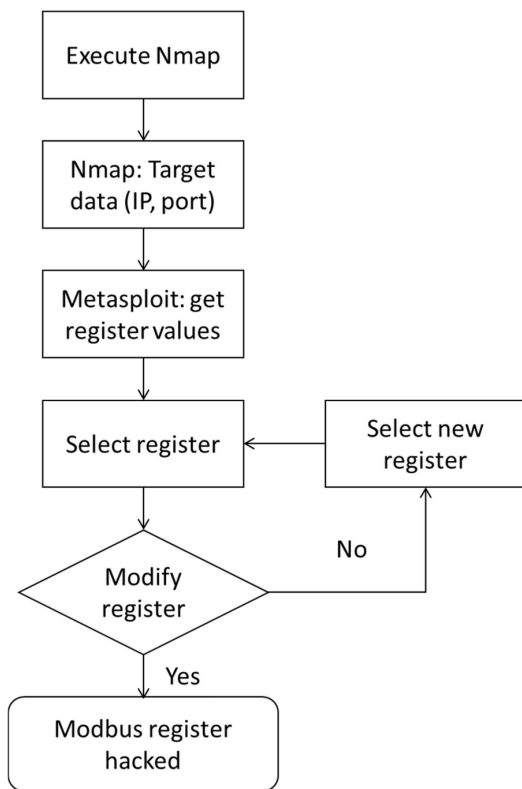 Execute Nmap
Nmap: Target
data (IP, port)
Metasploit: get
register values
Select register
Select new
register
No
Modify
register
Yes
Modbus register
hacked